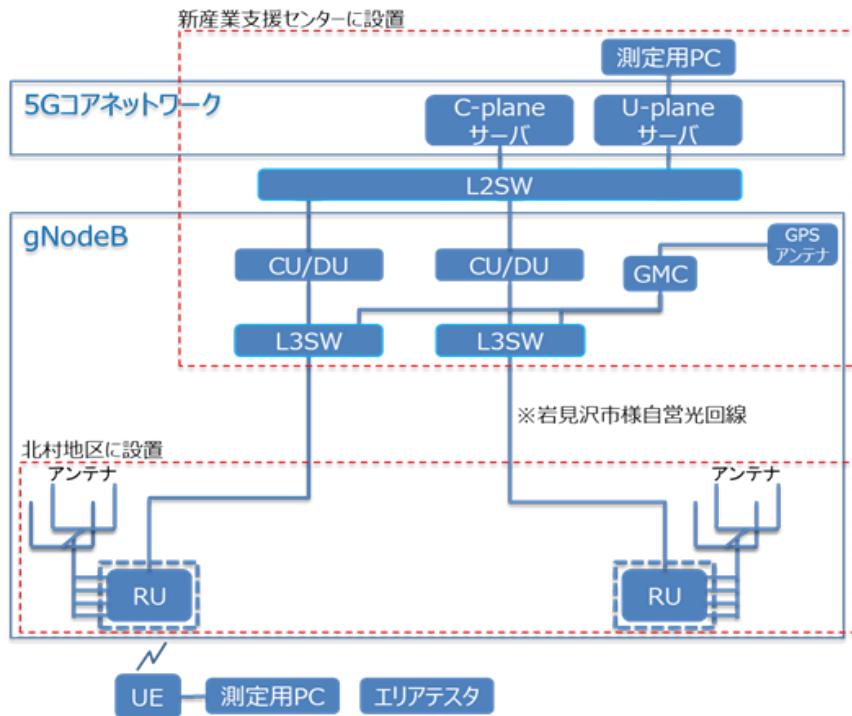 新産業支援センターに設置
測定用PC
5Gコアネットワーク
C-plane
サーバ
U-plane
サーバ
L2SW
gNodeB
GPS
アンテナ
CU/DU
CU/DU
GMC
L3SW
L3SW
※岩見沢市様自営光回線
北村地区に設置
アンテナ
アンテナ
RU
RU
UE
測定用PC
エリアテスタ